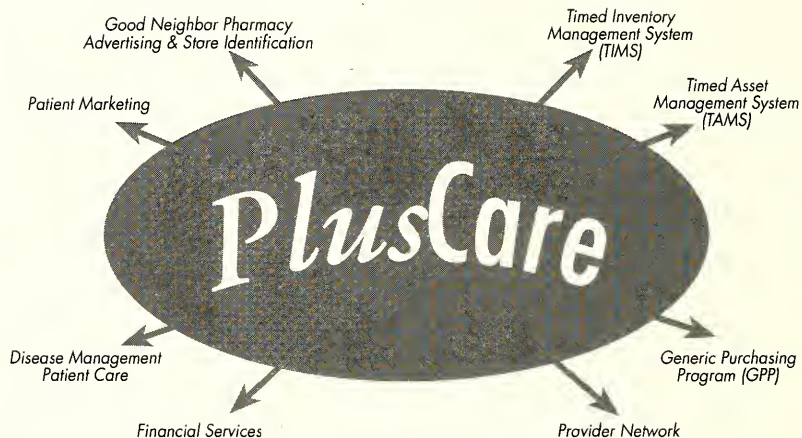 Good Neighbor Pharmacy
Advertising & Store Identification
Timed Inventory
Management System
(TIMS)
Patient Marketing
Timed Asset
Management System
(TAMS)
PlusCare
Disease Management
Patient Care
Generic Purchasing
Program (GPP)
Financial Services
Provider Network